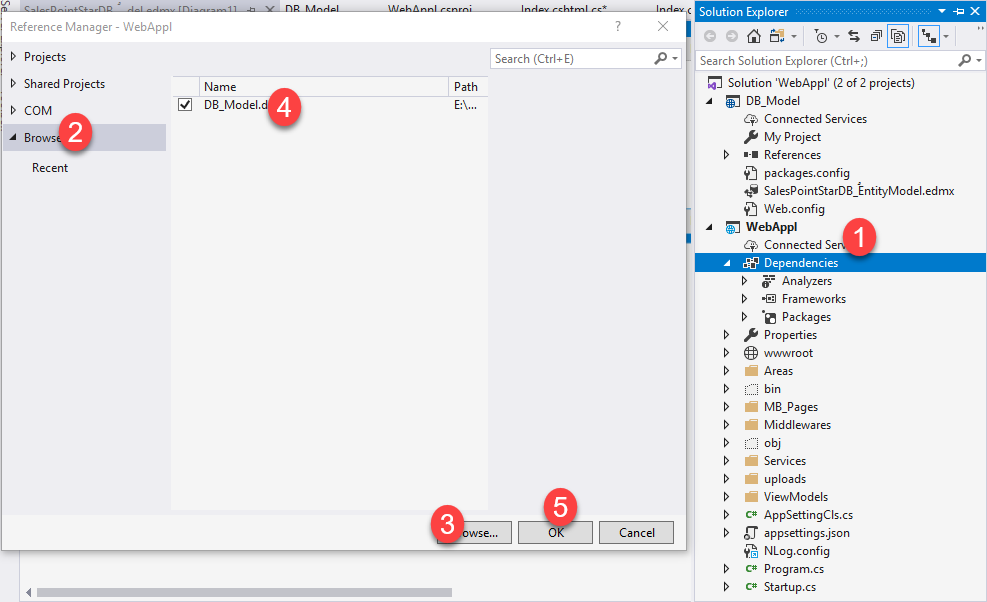 SalesPointStarDB_ del.edmx [Diagram1] DB_Model WebAppl.csproj Index.cshtml.cs* Index.c
Reference Manager - WebAppl
? 
Projects
Shared Projects
COM
Browse
2
Recent
Search (Ctrl+E)
Name Path
DB_Model.d E:\...
4
3
owse...
5
OK
Cancel
Solution Explorer
Search Solution Explorer (Ctrl+;)
Solution 'WebAppl' (2 of 2 projects)
DB_Model
Connected Services
My Project
References
packages.config
SalesPointStarDB_EntityModel.edmx
Web.config
WebAppl
1
Connected Serv
Dependencies
Analyzers
Frameworks
Packages
Properties
wwwroot
Areas
bin
MB_Pages
Middlewares
obj
Services
uploads
ViewModels
C# AppSettingCls.cs
appsettings.json
NLog.config
C# Program.cs
C# Startup.cs